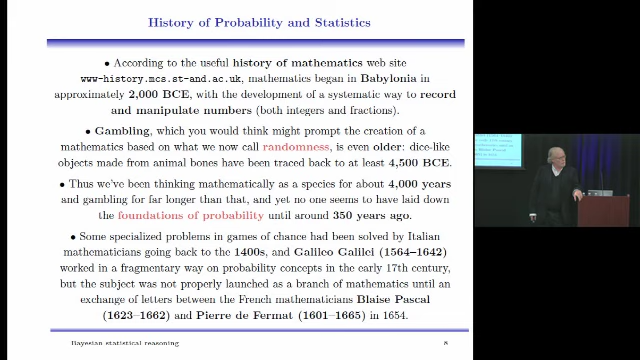 History of Probability and Statistics
• According to the useful history of mathematics web site
www-history.mcs.st-and.ac.uk, mathematics began in Babylonia in
approximately 2,000 BCE, with the development of a systematic way to record
and manipulate numbers (both integers and fractions).
• Gambling, which you would think might prompt the creation of a
mathematics based on what we now call randomness, is even older: dice-like
objects made from animal bones have been traced back to at least 4,500 BCE.
• Thus we've been thinking mathematically as a species for about 4,000 years
and gambling for far longer than that, and yet no one seems to have laid down
the foundations of probability until around 350 years ago.
• Some specialized problems in games of chance had been solved by Italian
mathematicians going back to the 1400s, and Galileo Galilei (1564–1642)
worked in a fragmentary way on probability concepts in the early 17th century,
but the subject was not properly launched as a branch of mathematics until an
exchange of letters between the French mathematicians Blaise Pascal
(1623–1662) and Pierre de Fermat (1601–1665) in 1654.
Bayesian statistical reasoning
8